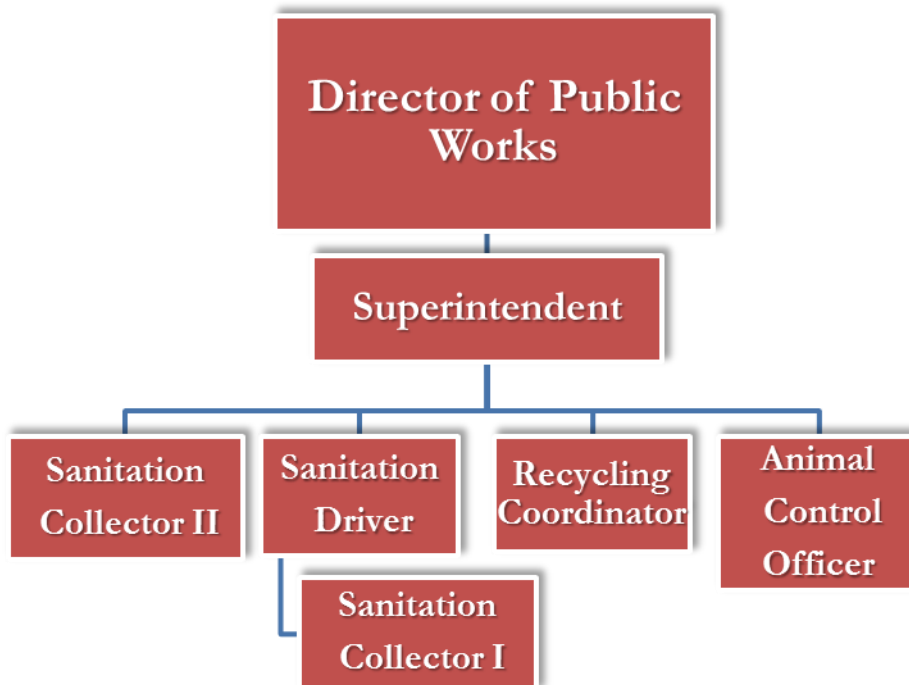 Director of Public
Works
Superintendent
Sanitation
Collector II
Sanitation
Driver
Recycling
Coordinator
Animal
Control
Officer
Sanitation
Collector I